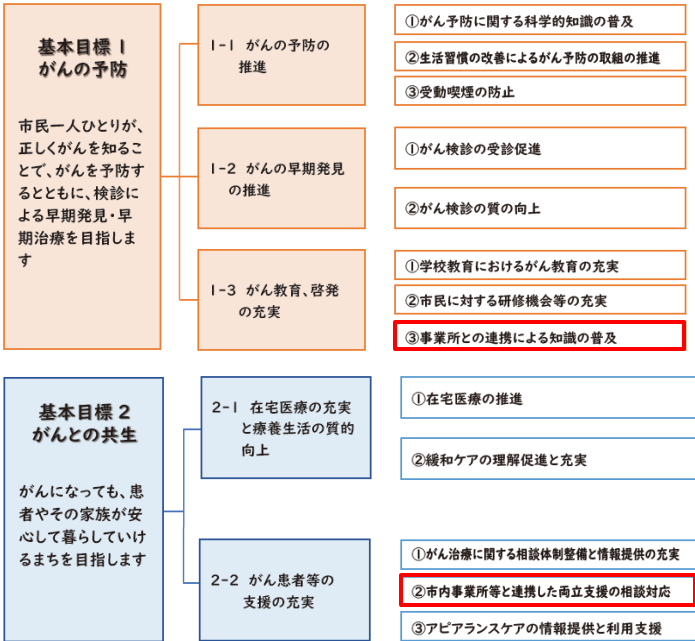 基本目標1
がんの予防
市民一人ひとりが、
正しくがんを知るこ
とで、がんを予防す
るとともに、検診に
よる早期発見・早
期治療を目指しま
す
1-1 がんの予防の
推進
①がん予防に関する科学的知識の普及
②生活習慣の改善によるがん予防の取組の推進
③受動喫煙の防止
1-2 がんの早期発見
の推進
①がん検診の受診促進
②がん検診の質の向上
1-3 がん教育、啓発
の充実
①学校教育におけるがん教育の充実
②市民に対する研修機会等の充実
③事業所との連携による知識の普及
基本目標2
がんとの共生
がんになっても、患
者やその家族が安
心して暮らしていけ
るまちを目指します
2-1 在宅医療の充実
と療養生活の質的
向上
①在宅医療の推進
②緩和ケアの理解促進と充実
2-2 がん患者等の
支援の充実
①がん治療に関する相談体制整備と情報提供の充実
②市内事業所等と連携した両立支援の相談対応
③アピアランスケアの情報提供と利用支援